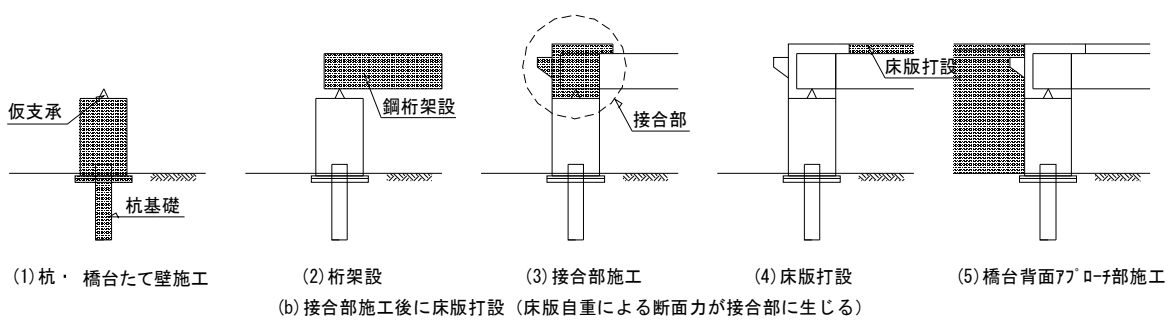 仮支承
杭基礎
鋼桁架設
接合部
床版打設
(1)杭・ 橋台たて壁施工
(2)桁架設
(3)接合部施工
(4)床版打設
(5)橋台背面ｱﾌﾟﾛｰﾁ部施工
(b)接合部施工後に床版打設（床版自重による断面力が接合部に生じる）